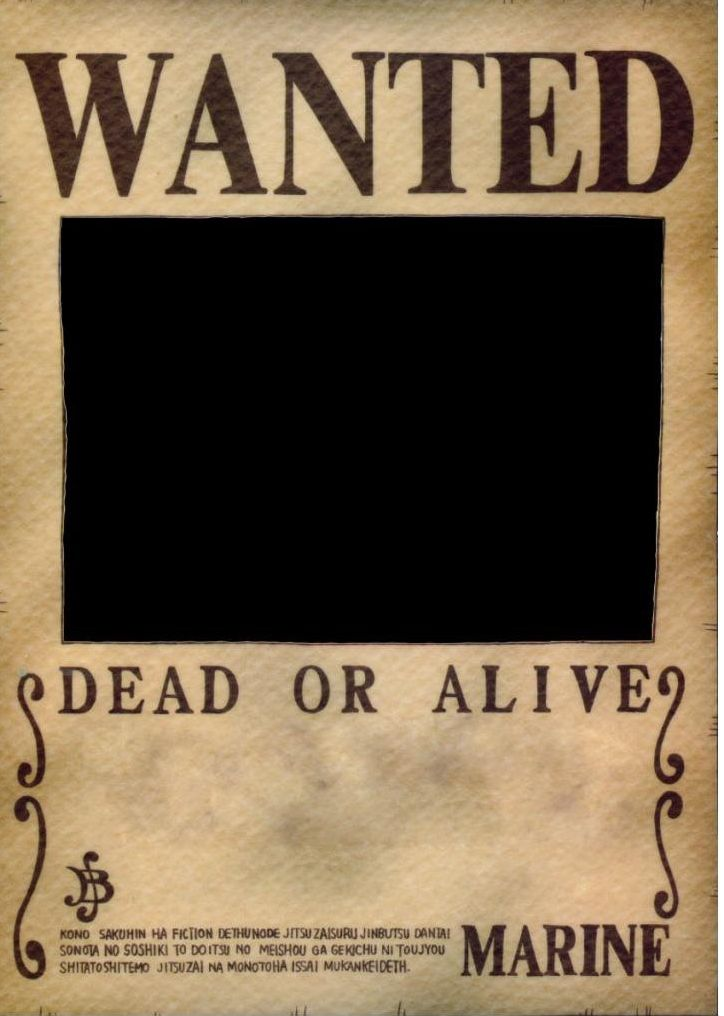 WANTED
DEAD OR ALIVE
KONO SAKUHIN HA FICTION DETHUNODE JITSUZAISURU JINBUTSU DANTAI
SONOTA NO SOSHIKI TO DOITSU NO MEISHOU GA GEKICHU NI TOUJYOU
SHITATOSHITEMO JITSUZAI NA MONOTOHA ISSAI MUKANKEIDETH.
MARINE